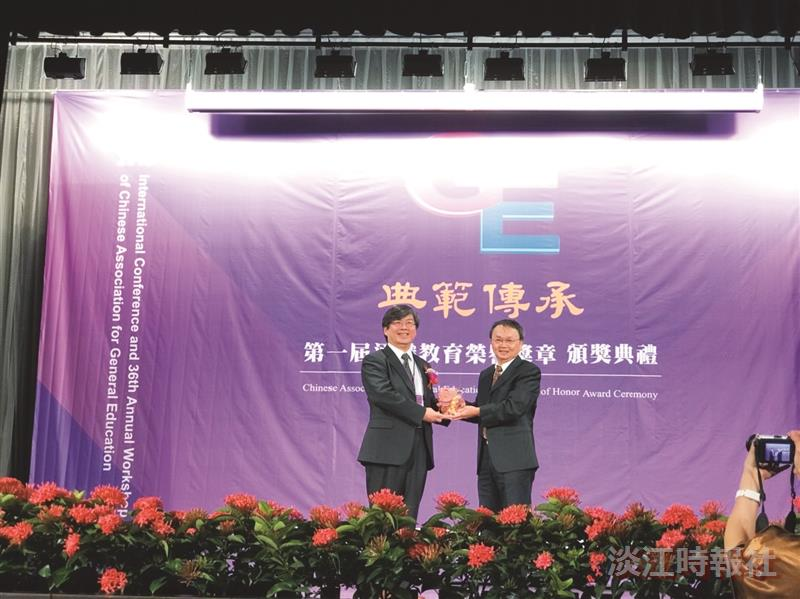 International Conference and 36th Annual Workshop
of Chinese Association for General Education
GE
典範傳承
第一屆 教育榮 獎章 頒獎典禮
Chinese of Honor Award Ceremony
淡江時報社